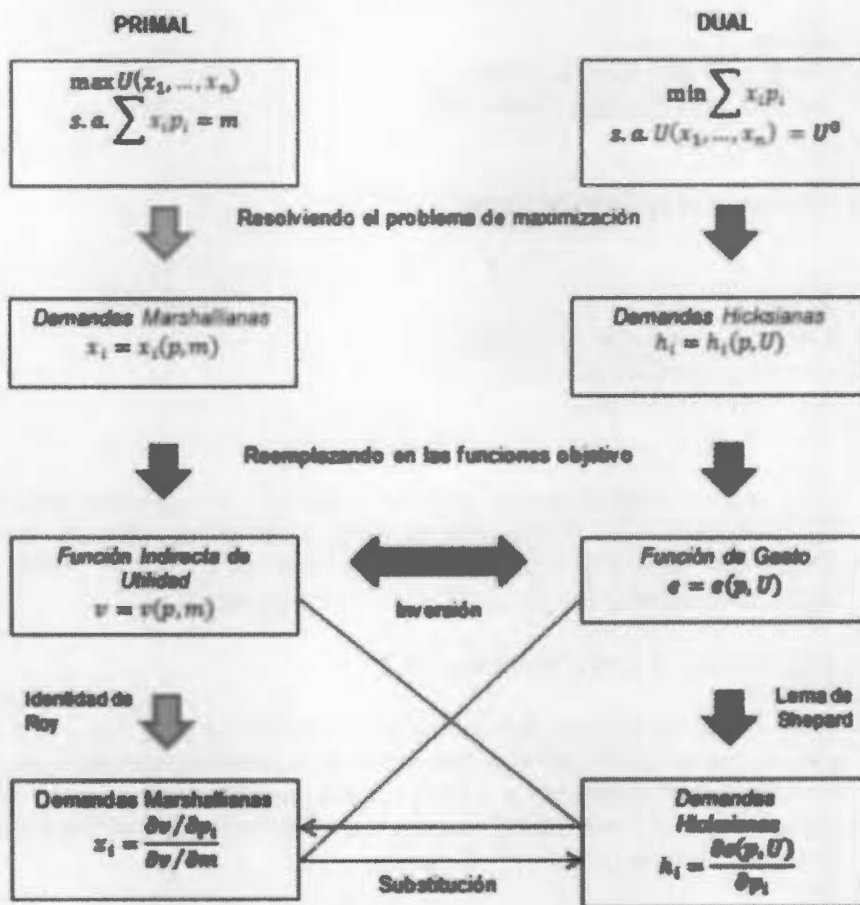 PRIMAL
DUAL
max U(x₁, ..., xₙ)
s. a. ∑ xᵢpᵢ = m
min ∑ xᵢpᵢ
s. a. U(x₁, ..., xₙ) = U⁰
Resolviendo el problema de maximización
Demandas Marshallianas
xᵢ = xᵢ(p, m)
Demandas Hicksianas
hᵢ = hᵢ(p, U)
Reemplazando en las funciones objetivo
Función Indirecta de
Utilidad
v = v(p, m)
Inversión
Función de Gasto
e = e(p, U)
Identidad de
Roy
Lema de
Shepard
Demandas Marshallianas
xᵢ = ∂v/∂pᵢ
∂v/∂m
Substitución
Demandas
Hicksianas
hᵢ = ∂e(p, U)
∂pᵢ